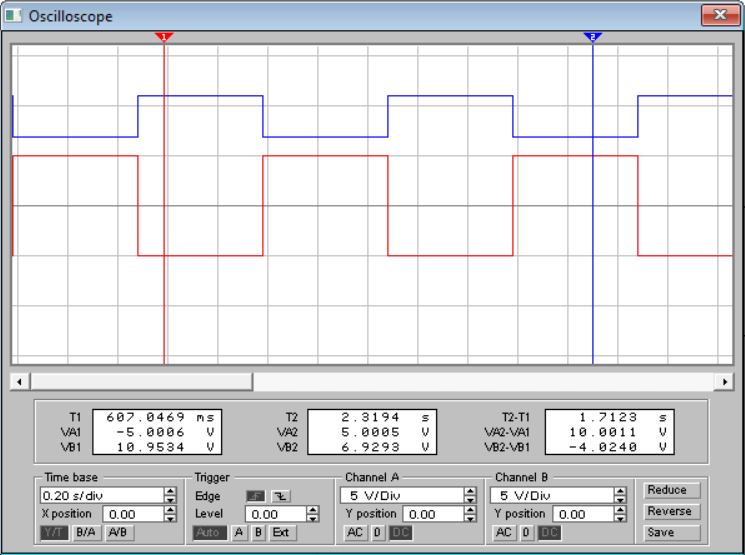 Oscilloscope
1 2
T1 607.0469 ms T2 2.3194 s T2-T1 1.7123 s
VA1 -5.0006 V VA2 5.0005 V VA2-VA1 10.0011 V
VB1 10.9534 V VB2 6.9293 V VB2-VB1 -4.0240 V
Time base Trigger Channel A Channel B
0.20 s/div Edge 5 V/Div 5 V/Div Reduce
X position 0.00 Level 0.00 Y position 0.00 Y position 0.00 Reverse
Y/T B/A A/B Auto A B Ext AC 0 DC AC 0 DC Save